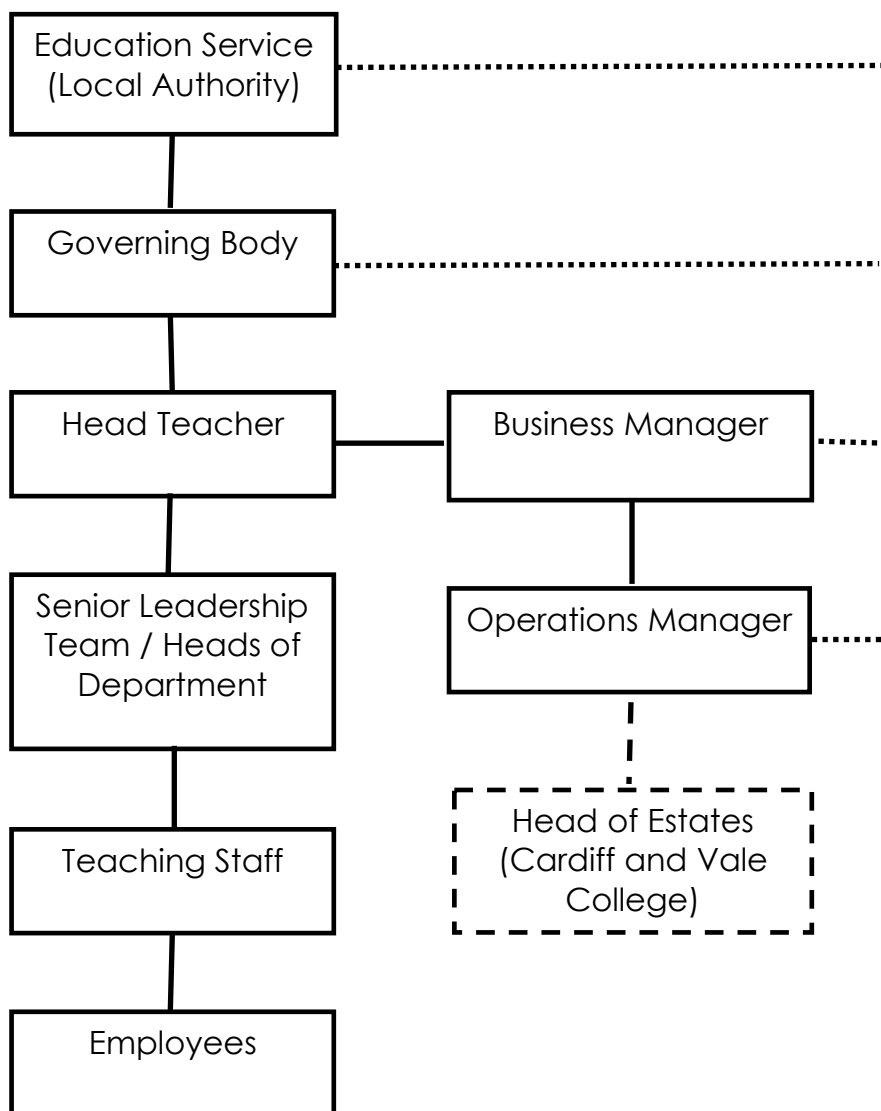 Education Service
(Local Authority)
Governing Body
Head Teacher
Business Manager
Senior Leadership
Team / Heads of
Department
Operations Manager
Head of Estates
(Cardiff and Vale
College)
Teaching Staff
Employees